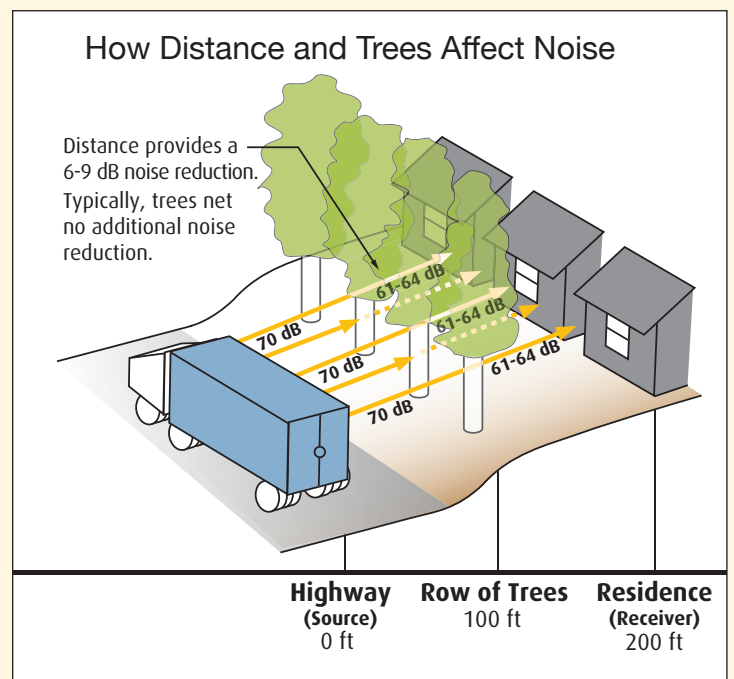 How Distance and Trees Affect Noise
Distance provides a
6-9 dB noise reduction.
Typically, trees net
no additional noise
reduction.
61-64 dB
70 dB
61-64 dB
70 dB
61-64 dB
70 dB
Highway
(Source)
0 ft
Row of Trees
100 ft
Residence
(Receiver)
200 ft